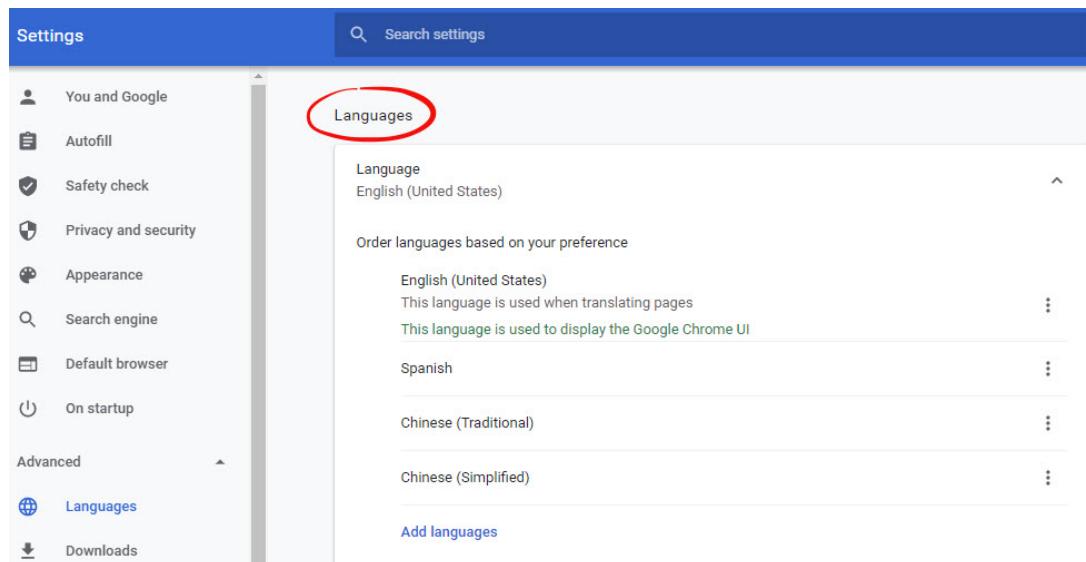 Settings
Search settings
You and Google
Autofill
Safety check
Privacy and security
Appearance
Search engine
Default browser
On startup
Advanced
Languages
Downloads
Languages
Language
English (United States)
Order languages based on your preference
English (United States)
This language is used when translating pages
This language is used to display the Google Chrome UI
Spanish
Chinese (Traditional)
Chinese (Simplified)
Add languages